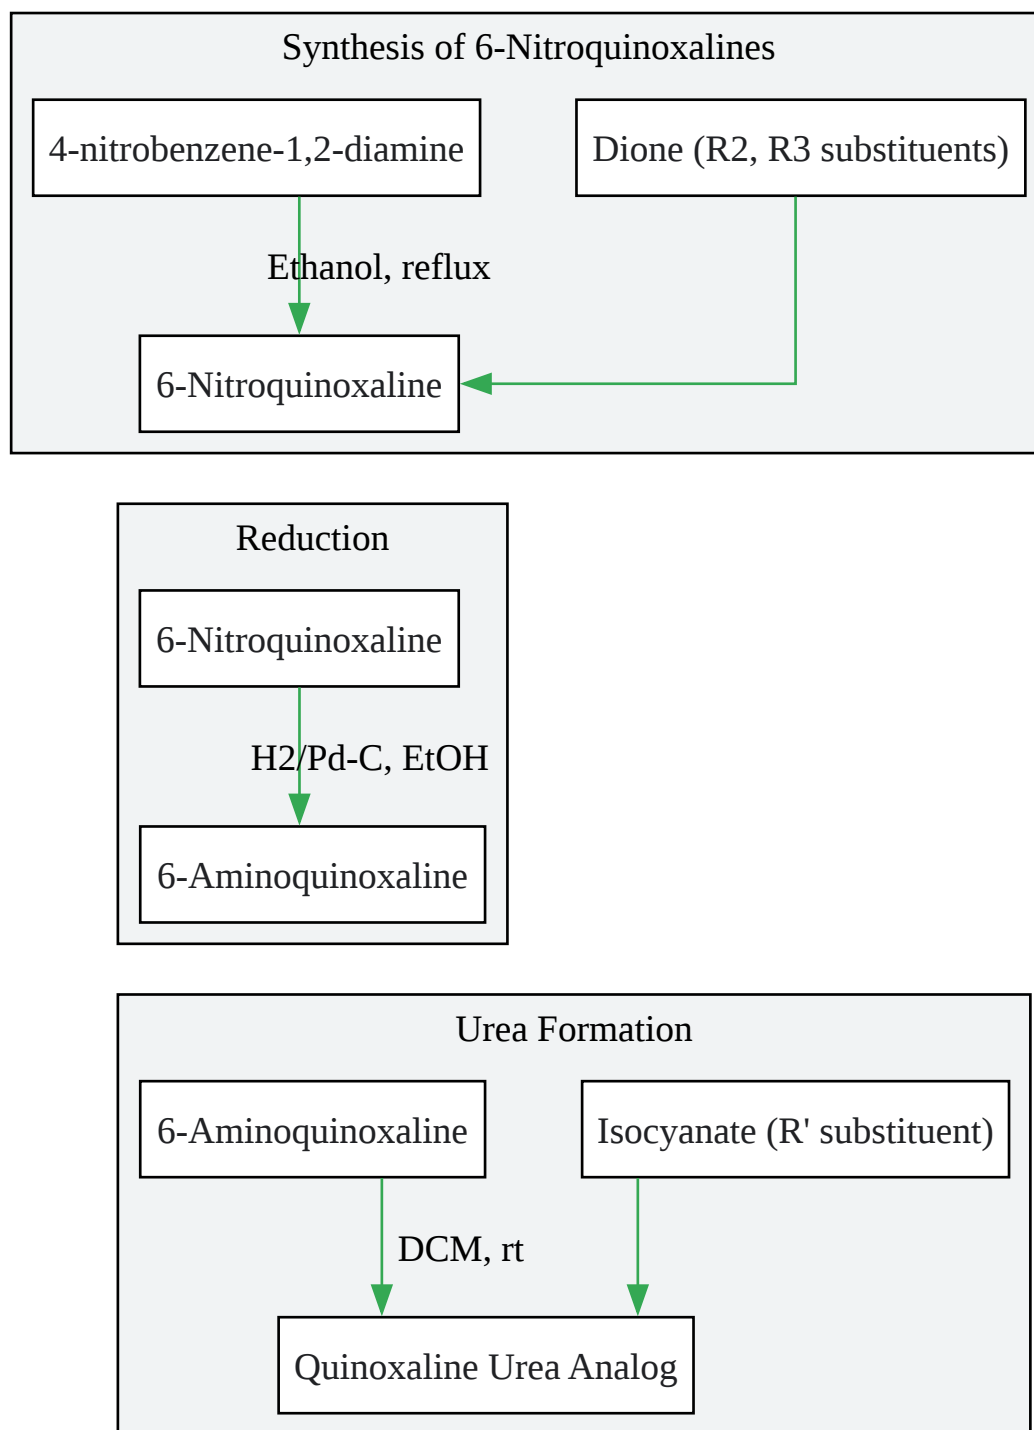 Synthesis of 6-Nitroquinoxalines
4-nitrobenzene-1,2-diamine
Dione (R2, R3 substituents)
Ethanol, reflux
6-Nitroquinoxaline
Reduction
6-Nitroquinoxaline
H2/Pd-C, EtOH
6-Aminoquinoxaline
Urea Formation
6-Aminoquinoxaline
Isocyanate (R' substituent)
DCM, rt
Quinoxaline Urea Analog